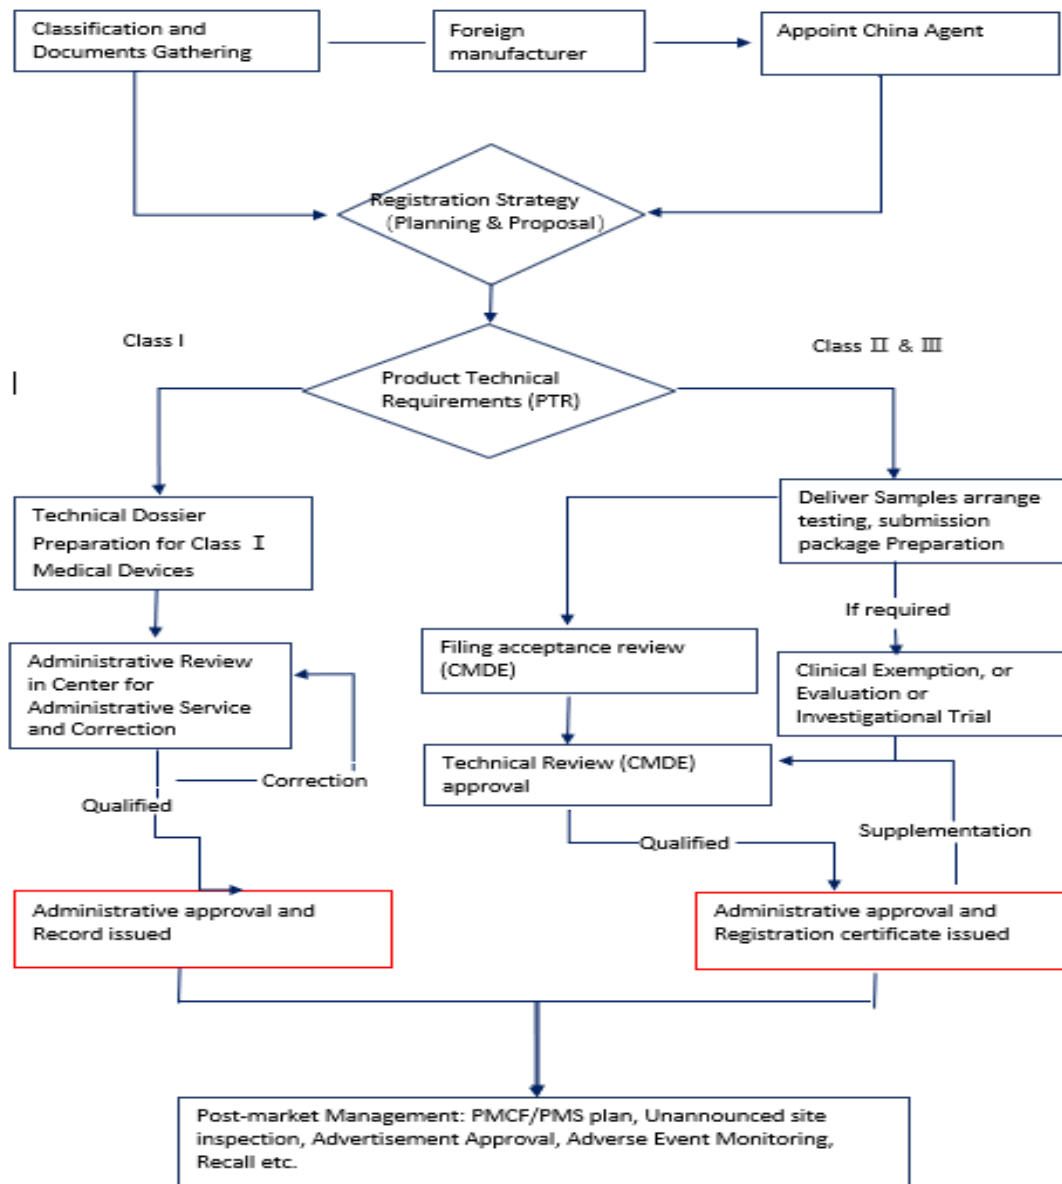 Classification and
Documents Gathering
Foreign
manufacturer
Appoint China Agent
Registration Strategy
(Planning & Proposal)
Class I
Class Ⅱ & Ⅲ
Product Technical
Requirements (PTR)
Technical Dossier
Preparation for Class Ⅰ
Medical Devices
Deliver Samples arrange
testing, submission
package Preparation
If required
Administrative Review
in Center for
Administrative Service
and Correction
Filing acceptance review
(CMDE)
Clinical Exemption, or
Evaluation or
Investigational Trial
Technical Review (CMDE)
approval
Correction
Qualified
Qualified
Supplementation
Administrative approval and
Record issued
Administrative approval and
Registration certificate issued
Post-market Management: PMCF/PMS plan, Unannounced site
inspection, Advertisement Approval, Adverse Event Monitoring,
Recall etc.